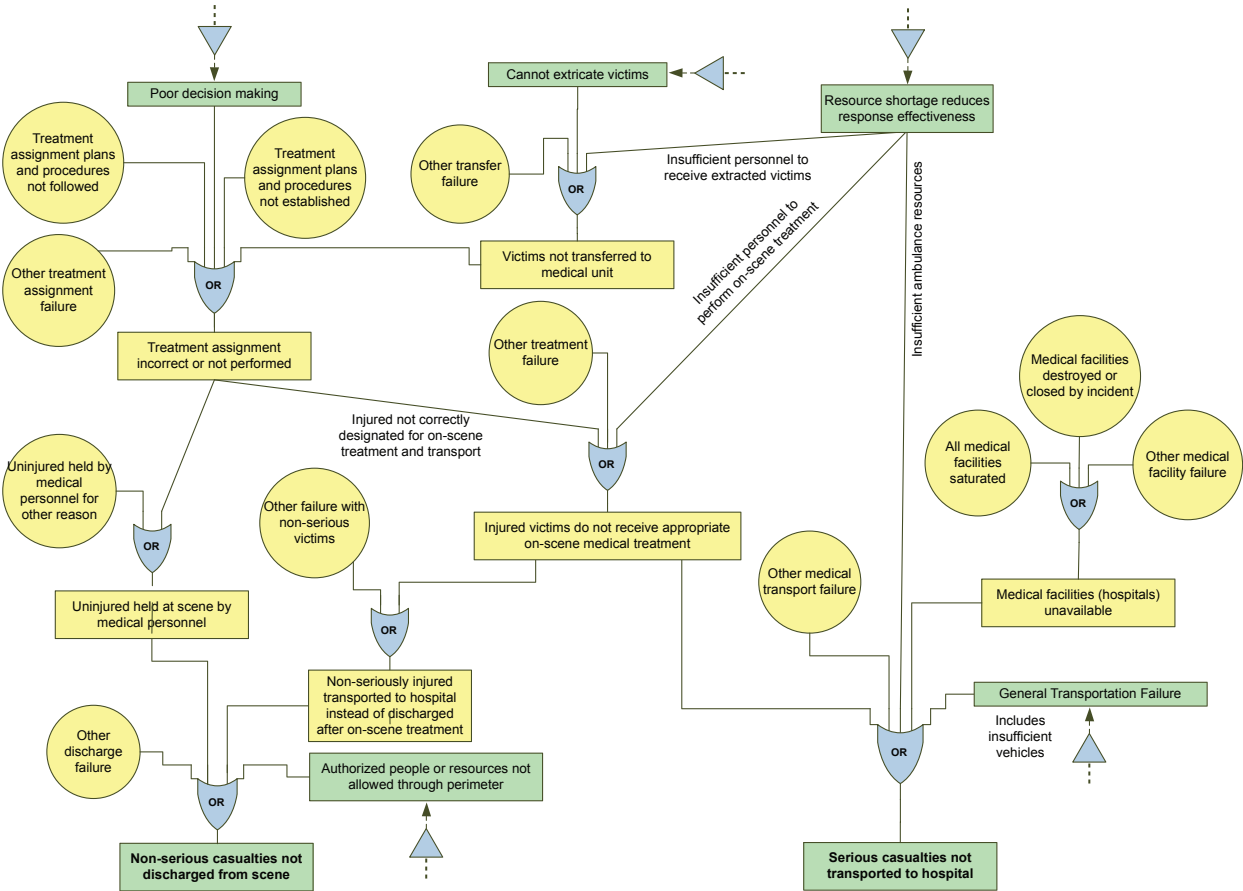 Poor decision making
Cannot extricate victims
Resource shortage reduces
response effectiveness
Treatment
assignment plans
and procedures
not followed
Treatment
assignment plans
and procedures
not established
Other transfer
failure
OR
Insufficient personnel to
receive extracted victims
Insufficient personnel to
perform on-scene treatment
Insufficient ambulance resources
Victims not transferred to
medical unit
Other treatment
assignment
failure
OR
Treatment assignment
incorrect or not performed
Other treatment
failure
Medical facilities
destroyed or
closed by incident
Injured not correctly
designated for on-scene
treatment and transport
OR
All medical
facilities
saturated
Other medical
facility failure
OR
Uninjured held by
medical
personnel for
other reason
OR
Other failure with
non-serious
victims
Injured victims do not receive appropriate
on-scene medical treatment
Other medical
transport failure
Medical facilities (hospitals)
unavailable
Uninjured held at scene by
medical personnel
OR
Non-seriously injured
transported to hospital
instead of discharged
after on-scene treatment
General Transportation Failure
Includes
insufficient
vehicles
Other
discharge
failure
OR
Authorized people or resources not
allowed through perimeter
OR
Non-serious casualties not
discharged from scene
Serious casualties not
transported to hospital